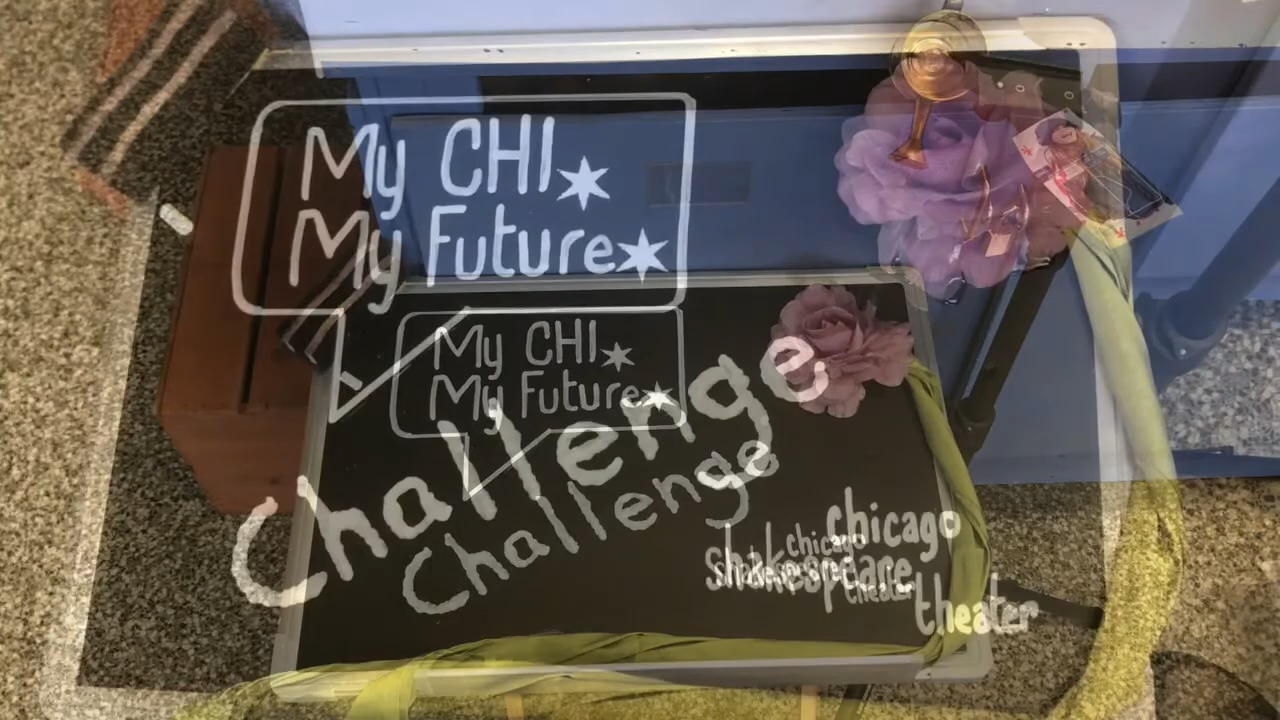 My CHI.
My Future.
My CHI.
My Future.
Challenge
Challenge
chicago
shakespeare
theater
chicago
shakespeare
theater